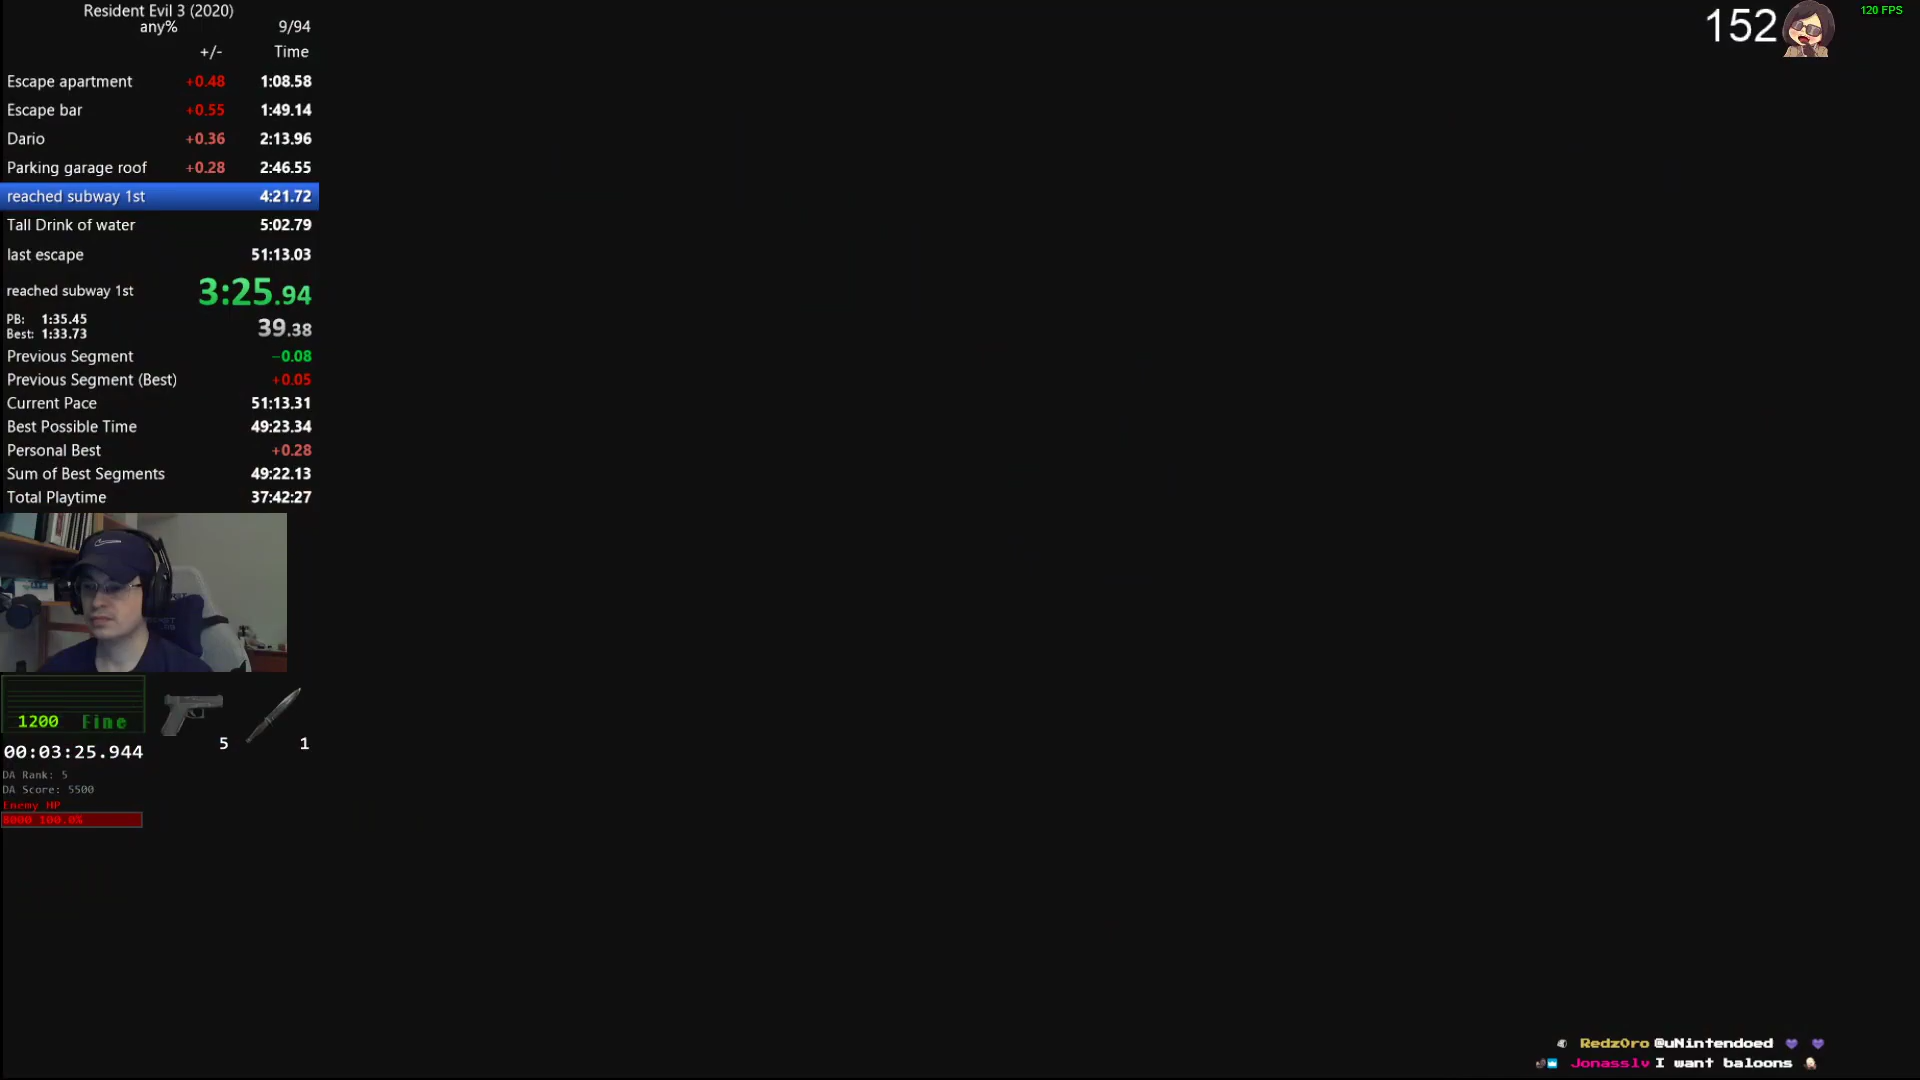 Resident Evil 3 (2020)
any% 9/94
+/- Time
Escape apartment +0.48 1:08.58
Escape bar +0.55 1:49.14
Dario +0.36 2:13.96
Parking garage roof +0.28 2:46.55
reached subway 1st 4:21.72
Tall Drink of water 5:02.79
last escape 51:13.03
reached subway 1st 3:25.94
PB: 1:35.45
Best: 1:33.73
39.38
Previous Segment −0.08
Previous Segment (Best) +0.05
Current Pace 51:13.31
Best Possible Time 49:23.34
Personal Best +0.28
Sum of Best Segments 49:22.13
Total Playtime 37:42:27
1200 Fine
5
1
00:03:25.944
DA Rank: 5
DA Score: 5500
Enemy HP
8000 100.0%
152
120 FPS
RedzOro @uNintendoed
Jonasslv I want baloons